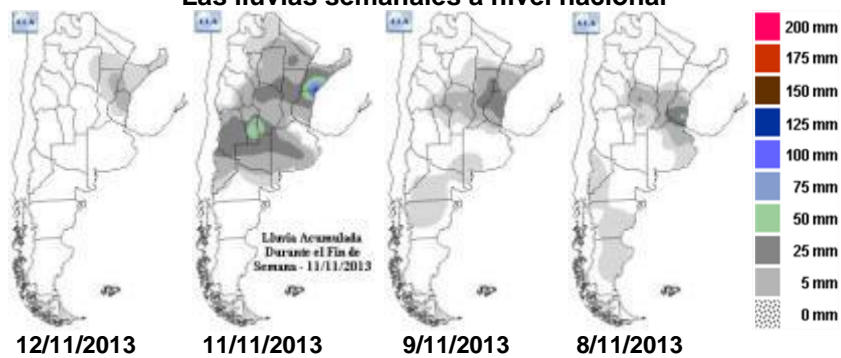 Las lluvias semanales a nivel nacional
200 mm
175 mm
150 mm
125 mm
100 mm
75 mm
50 mm
25 mm
5 mm
0 mm
Lluvia Acumulada
Durante el Fin de
Semana - 11/11/2013
12/11/2013 11/11/2013 9/11/2013 8/11/2013